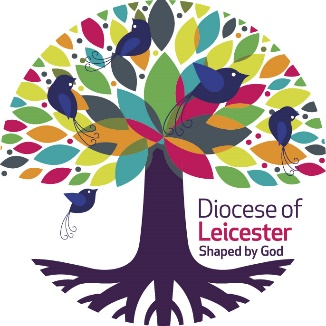 Diocese of
Leicester
Shaped by God